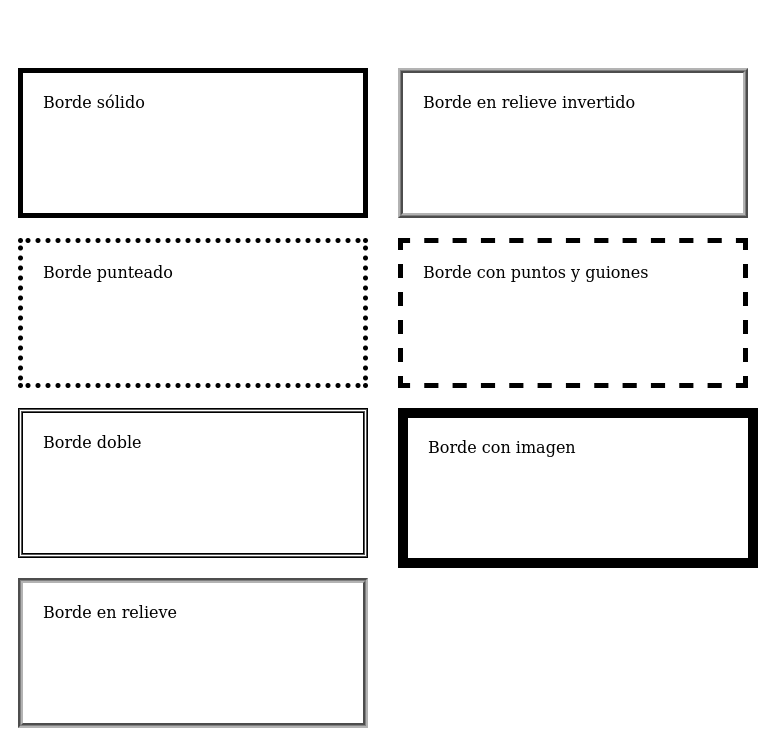 Borde sólido
Borde en relieve invertido
Borde punteado
Borde con puntos y guiones
Borde doble
Borde con imagen
Borde en relieve